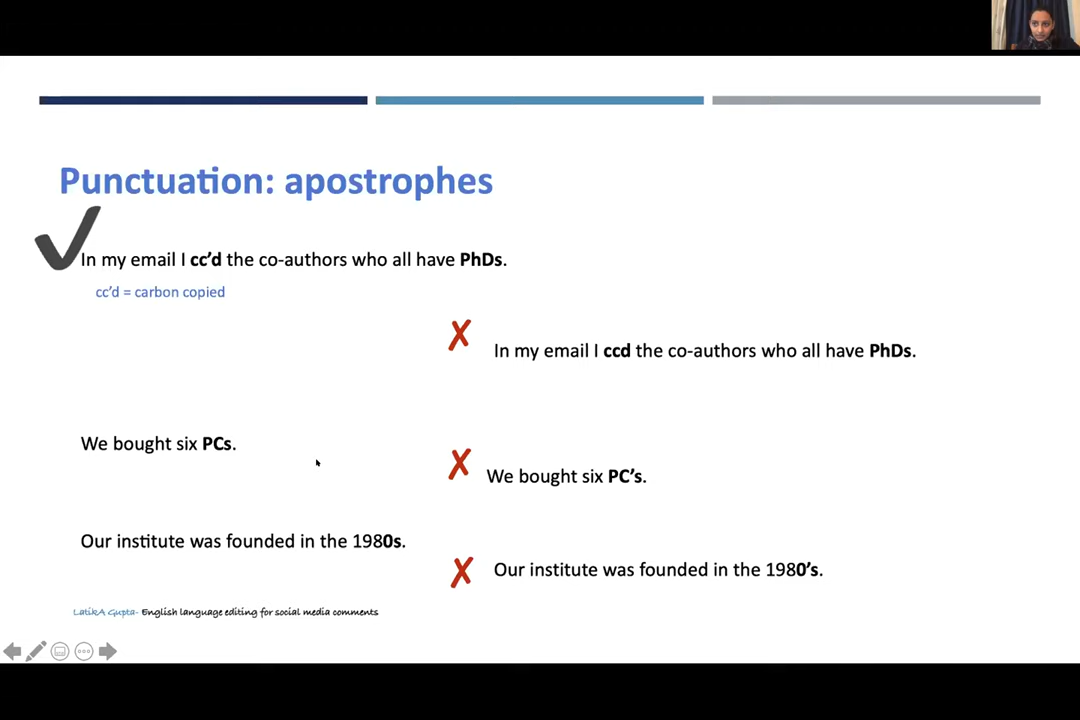 Punctuation: apostrophes
In my email I cc’d the co-authors who all have PhDs.
cc’d = carbon copied
In my email I ccd the co-authors who all have PhDs.
We bought six PCs.
We bought six PC’s.
Our institute was founded in the 1980s.
Our institute was founded in the 1980’s.
LatikA Gupta- English language editing for social media comments